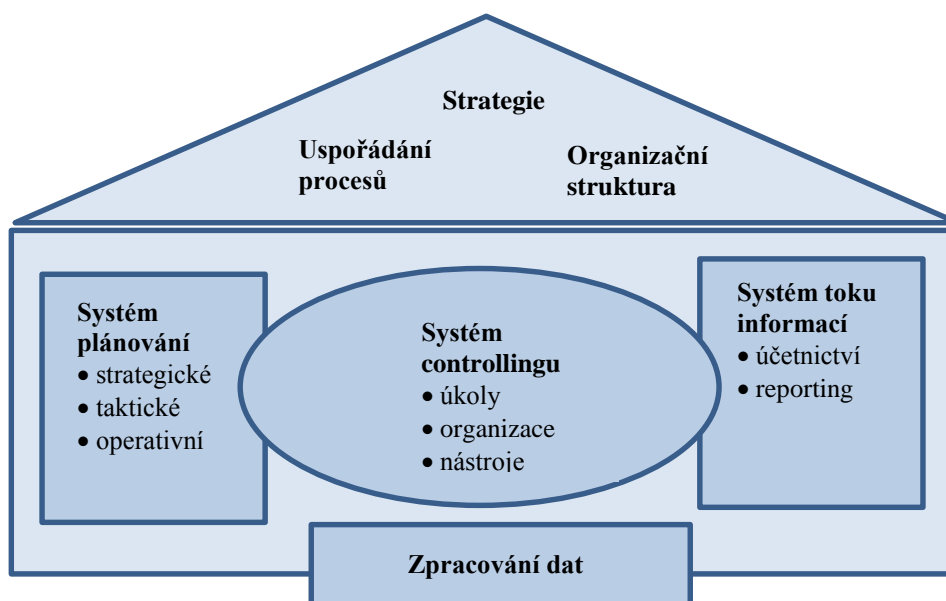 Strategie
Uspořádání
procesů
Organizační
struktura
Systém
plánování
• strategické
• taktické
• operativní
Systém
controllingu
• úkoly
• organizace
• nástroje
Systém toku
informací
• účetnictví
• reporting
Zpracování dat